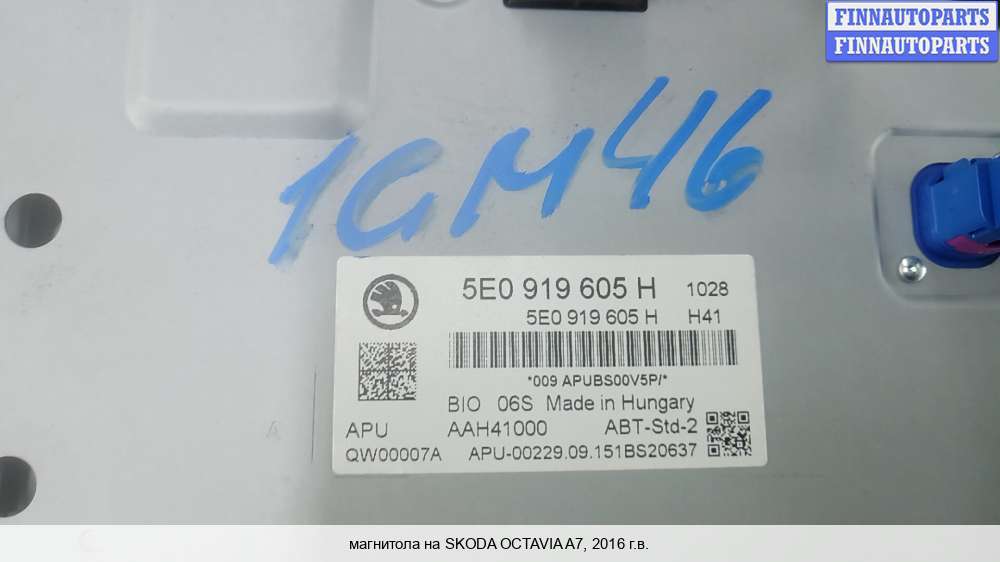 FINNAUTOPARTS
FINNAUTOPARTS
1GM46
5E0 919 605 H 1028
5E0 919 605 H H41
*009 APUBS00V5P/*
BIO 06S Made in Hungary
APU AAH41000 ABT-Std-2
QW00007A APU-00229.09.151BS20637
A
магнитола на SKODA OCTAVIA A7, 2016 г.в.